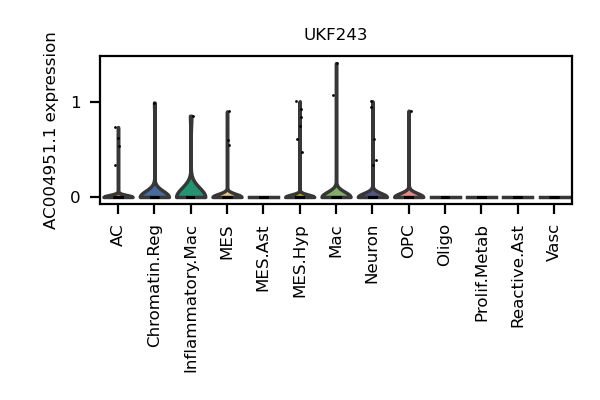 UKF243
AC004951.1 expression
1
0
AC
Chromatin.Reg
Inflammatory.Mac
MES
MES.Ast
MES.Hyp
Mac
Neuron
OPC
Oligo
Prolif.Metab
Reactive.Ast
Vasc